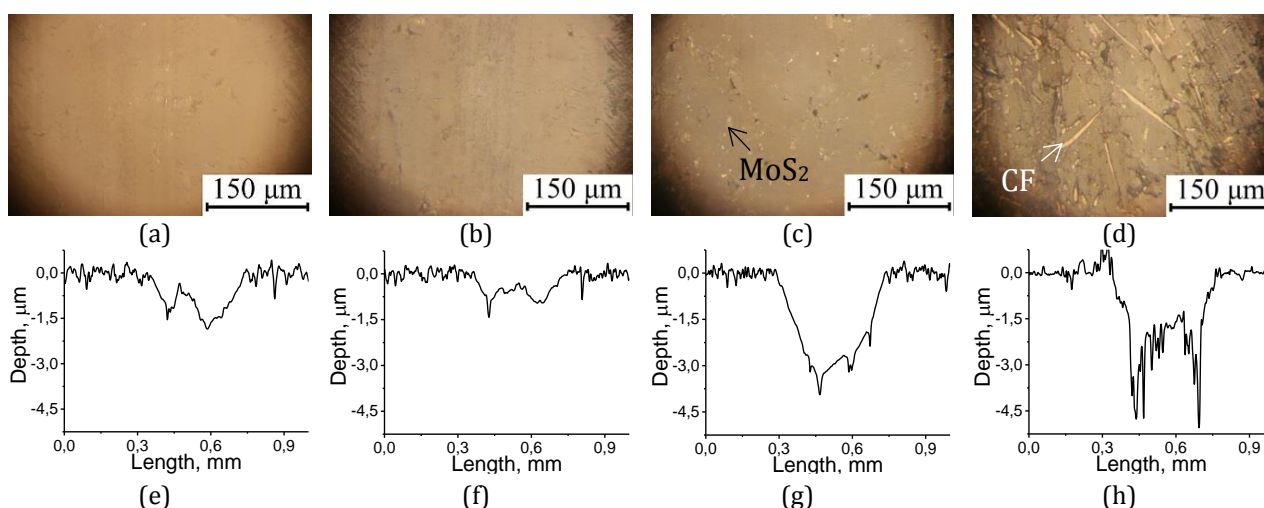 150 μm
150 μm
MoS2
150 μm
CF
150 μm
(a)
(b)
(c)
(d)
Depth, μm
0,0
-1,5
-3,0
-4,5
0,0
0,3
0,6
0,9
Length, mm
Depth, μm
0,0
-1,5
-3,0
-4,5
0,0
0,3
0,6
0,9
Length, mm
Depth, μm
0,0
-1,5
-3,0
-4,5
0,0
0,3
0,6
0,9
Length, mm
Depth, μm
0,0
-1,5
-3,0
-4,5
0,0
0,3
0,6
0,9
Length, mm
(e)
(f)
(g)
(h)